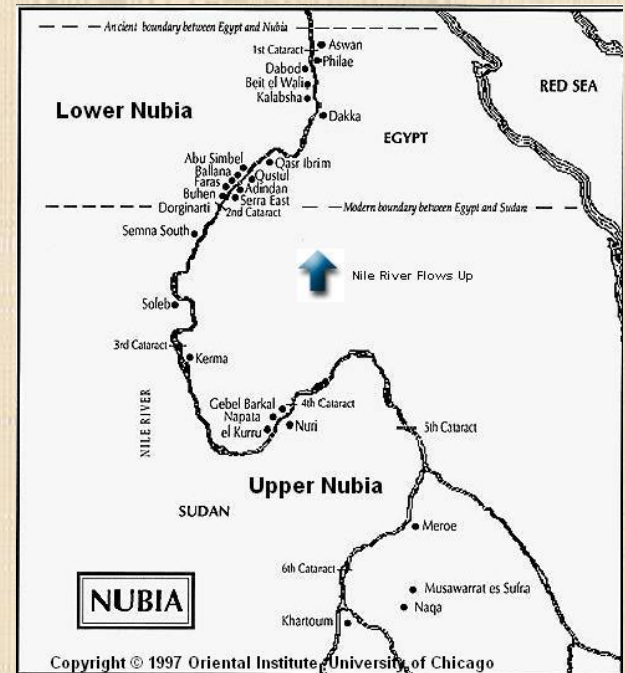 Ancient boundary between Egypt and Nubia
1st Cataract
Aswan
Philae
Dabod
Beit el Wali
Kalabsha
RED SEA
Lower Nubia
Dakka
EGYPT
Abu Simbel
Ballana
Faras
Buhen
Qasr Ibrim
Qustul
Adindan
Serra East
Dorginarti
2nd Cataract
Modern boundary between Egypt and Sudan
Semna South
Nile River Flows Up
Soleb
3rd Cataract
Kerma
NILE RIVER
Gebel Barkal
4th Cataract
Napata
el Kurru
Nuri
5th Cataract
Upper Nubia
SUDAN
Meroe
6th Cataract
Musawarrat es Sufra
NUBIA
Naqa
Khartoum
Copyright © 1997 Oriental Institute, University of Chicago